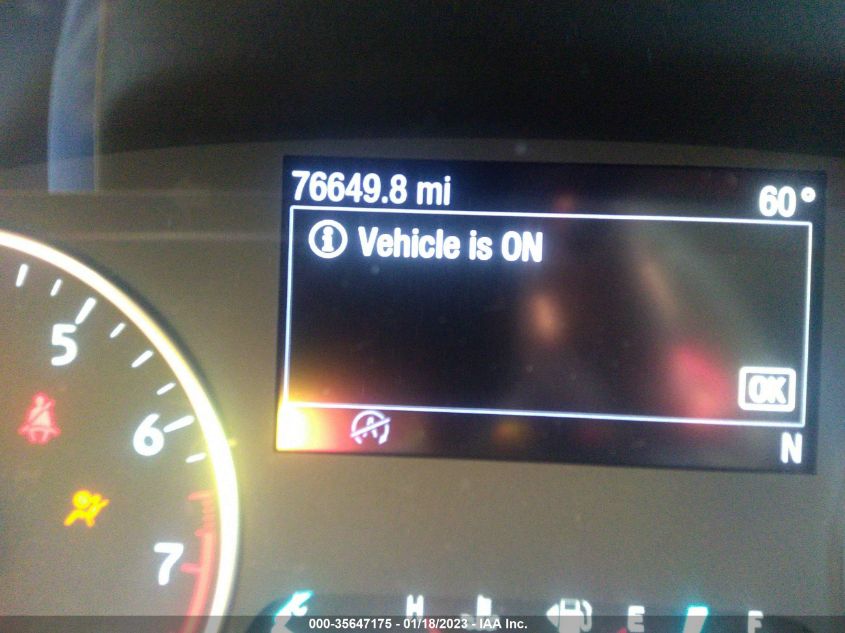 76649.8 mi 60°
Vehicle is ON
5
OK
6
A
N
7
H E F
000-35647175 - 01/18/2023 - IAA Inc.